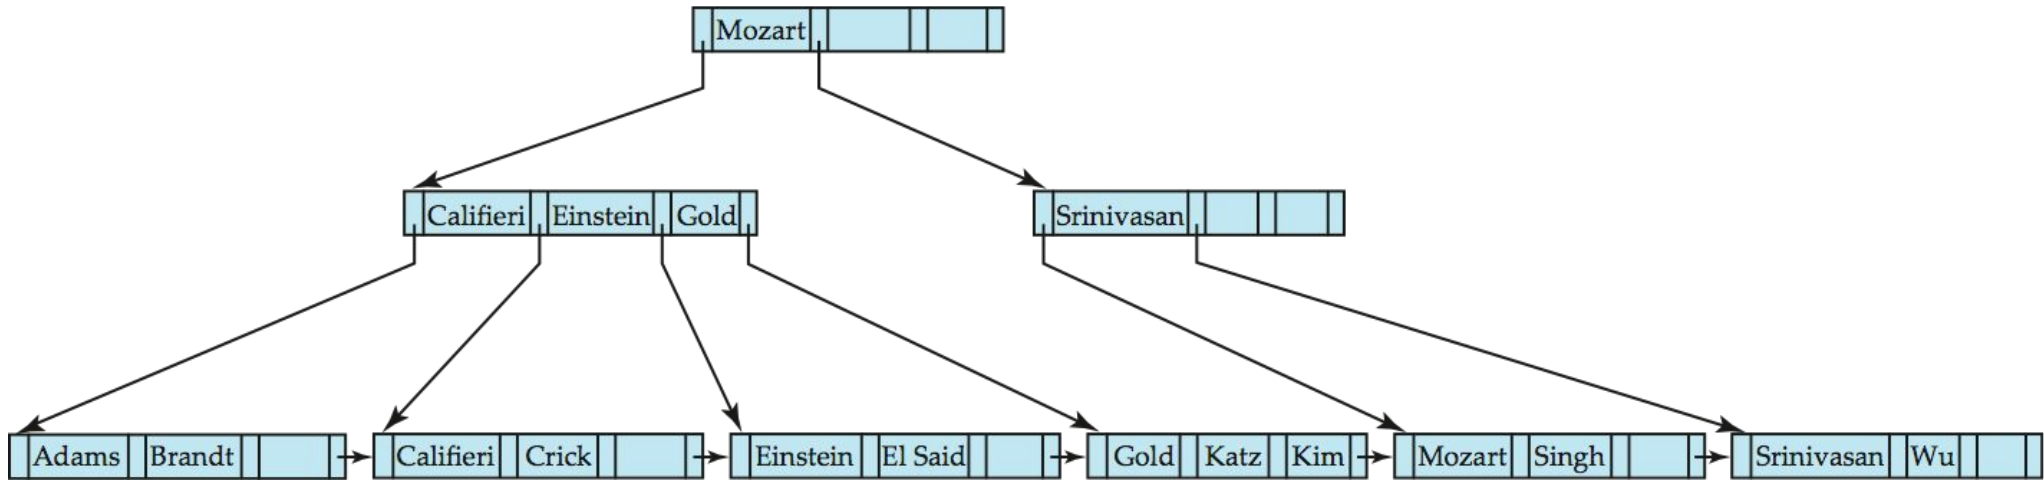 Mozart
Califieri Einstein Gold
Srinivasan
Adams Brandt
Califieri Crick
Einstein El Said
Gold Katz Kim
Mozart Singh
Srinivasan Wu